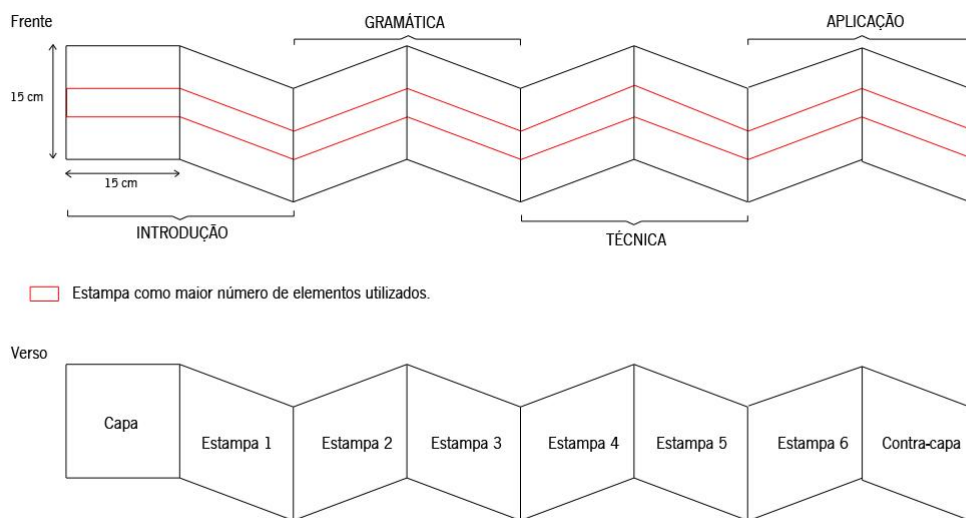 Frente
GRAMÁTICA
APLICAÇÃO
15 cm
15 cm
INTRODUÇÃO
TÉCNICA
Estampa como maior número de elementos utilizados.
Verso
Capa
Estampa 1
Estampa 2
Estampa 3
Estampa 4
Estampa 5
Estampa 6
Contra-capa